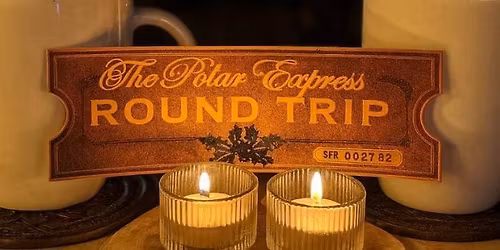 The Polar Express
ROUND TRIP
SFR 002782